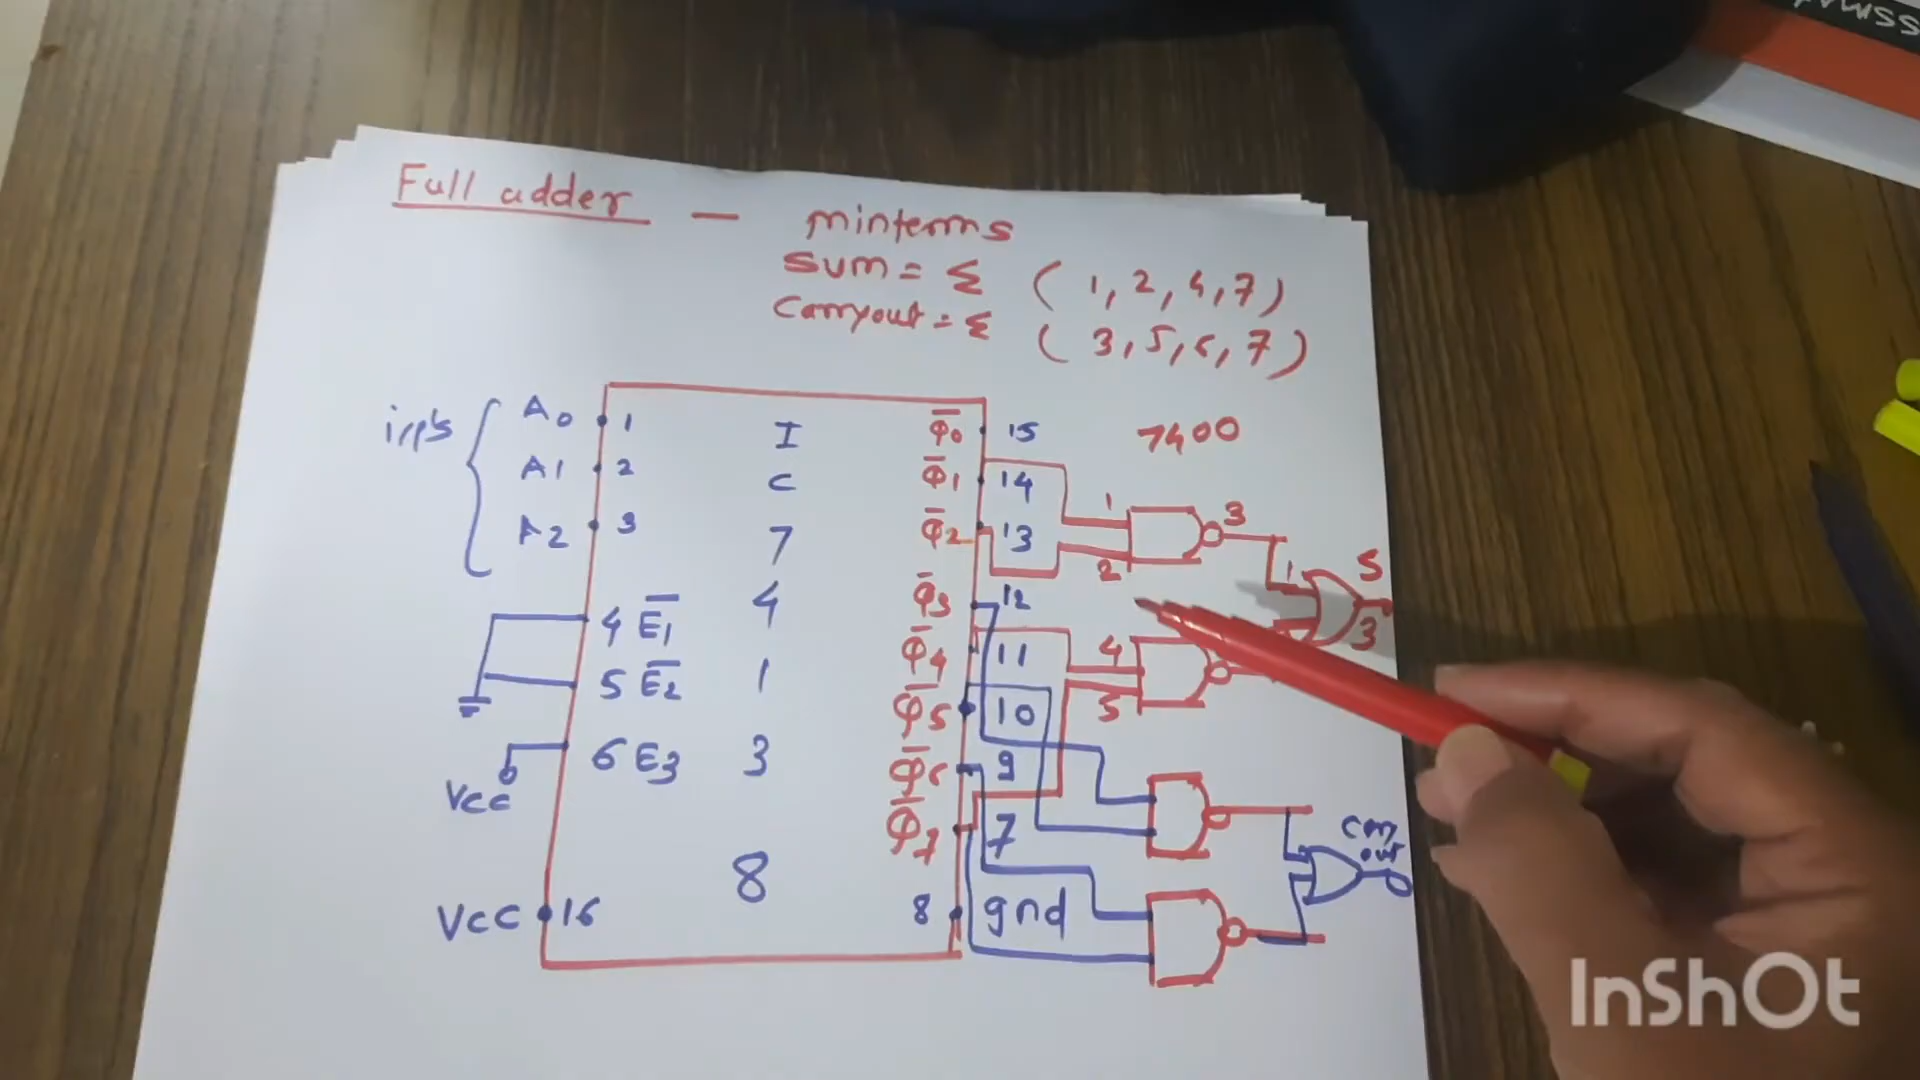 Full adder — minterms
sum = Σ (1, 2, 4, 7)
Carryout = Σ (3, 5, 6, 7)
i/p's
A0 1
A1 2
A2 3
4 E̅1
5 E̅2
6 E3
Vcc
Vcc 16
I
C
7
4
1
3
8
φ̅0 15
φ̅1 14
φ̅2 13
φ̅3 12
φ̅4 11
φ̅5 10
φ̅6 9
φ̅7 7
8 gnd
7400
1
2
3
4
5
1
S
3
out
InShOt